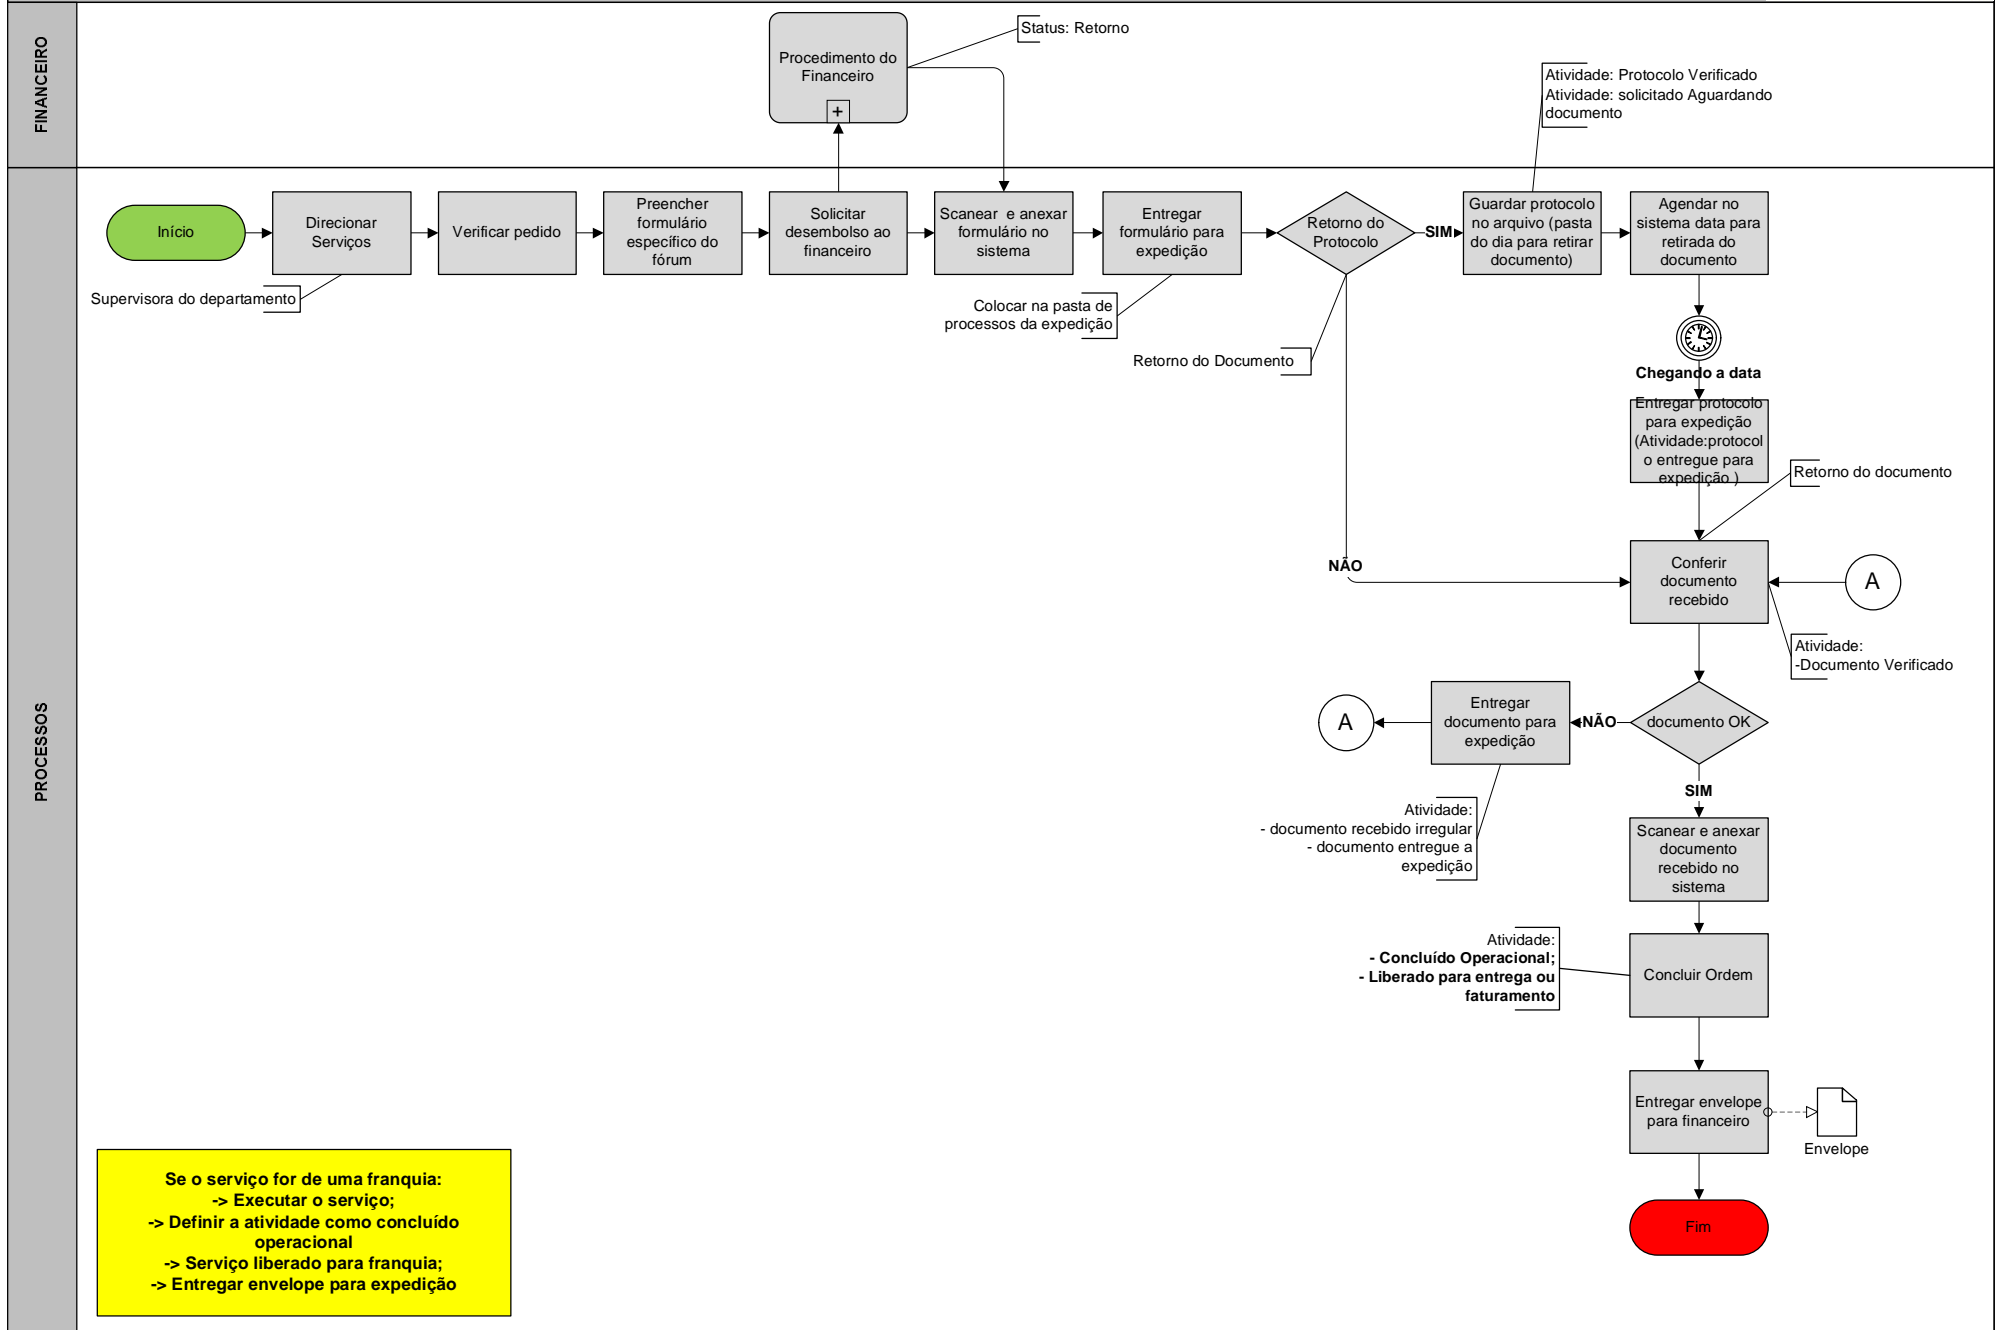 FINANCEIRO
Procedimento do
Financeiro
+
Status: Retorno
Atividade: Protocolo Verificado
Atividade: solicitado Aguardando
documento
PROCESSOS
Início
Direcionar
Serviços
Supervisora do departamento
Verificar pedido
Preencher
formulário
específico do
fórum
Solicitar
desembolso ao
financeiro
Scanear e anexar
formulário no
sistema
Entregar
formulário para
expedição
Colocar na pasta de
processos da expedição
Retorno do
Protocolo
Retorno do Documento
SIM
Guardar protocolo
no arquivo (pasta
do dia para retirar
documento)
Agendar no
sistema data para
retirada do
documento
Chegando a data
Entregar protocolo
para expedição
(Atividade:protocol
o entregue para
expedição )
Retorno do documento
NÃO
Conferir
documento
recebido
A
Atividade:
-Documento Verificado
documento OK
NÃO
Entregar
documento para
expedição
A
Atividade:
- documento recebido irregular
- documento entregue a
expedição
SIM
Scanear e anexar
documento
recebido no
sistema
Atividade:
- Concluído Operacional;
- Liberado para entrega ou
faturamento
Concluir Ordem
Entregar envelope
para financeiro
Envelope
Fim
Se o serviço for de uma franquia:
-> Executar o serviço;
-> Definir a atividade como concluído
operacional
-> Serviço liberado para franquia;
-> Entregar envelope para expedição